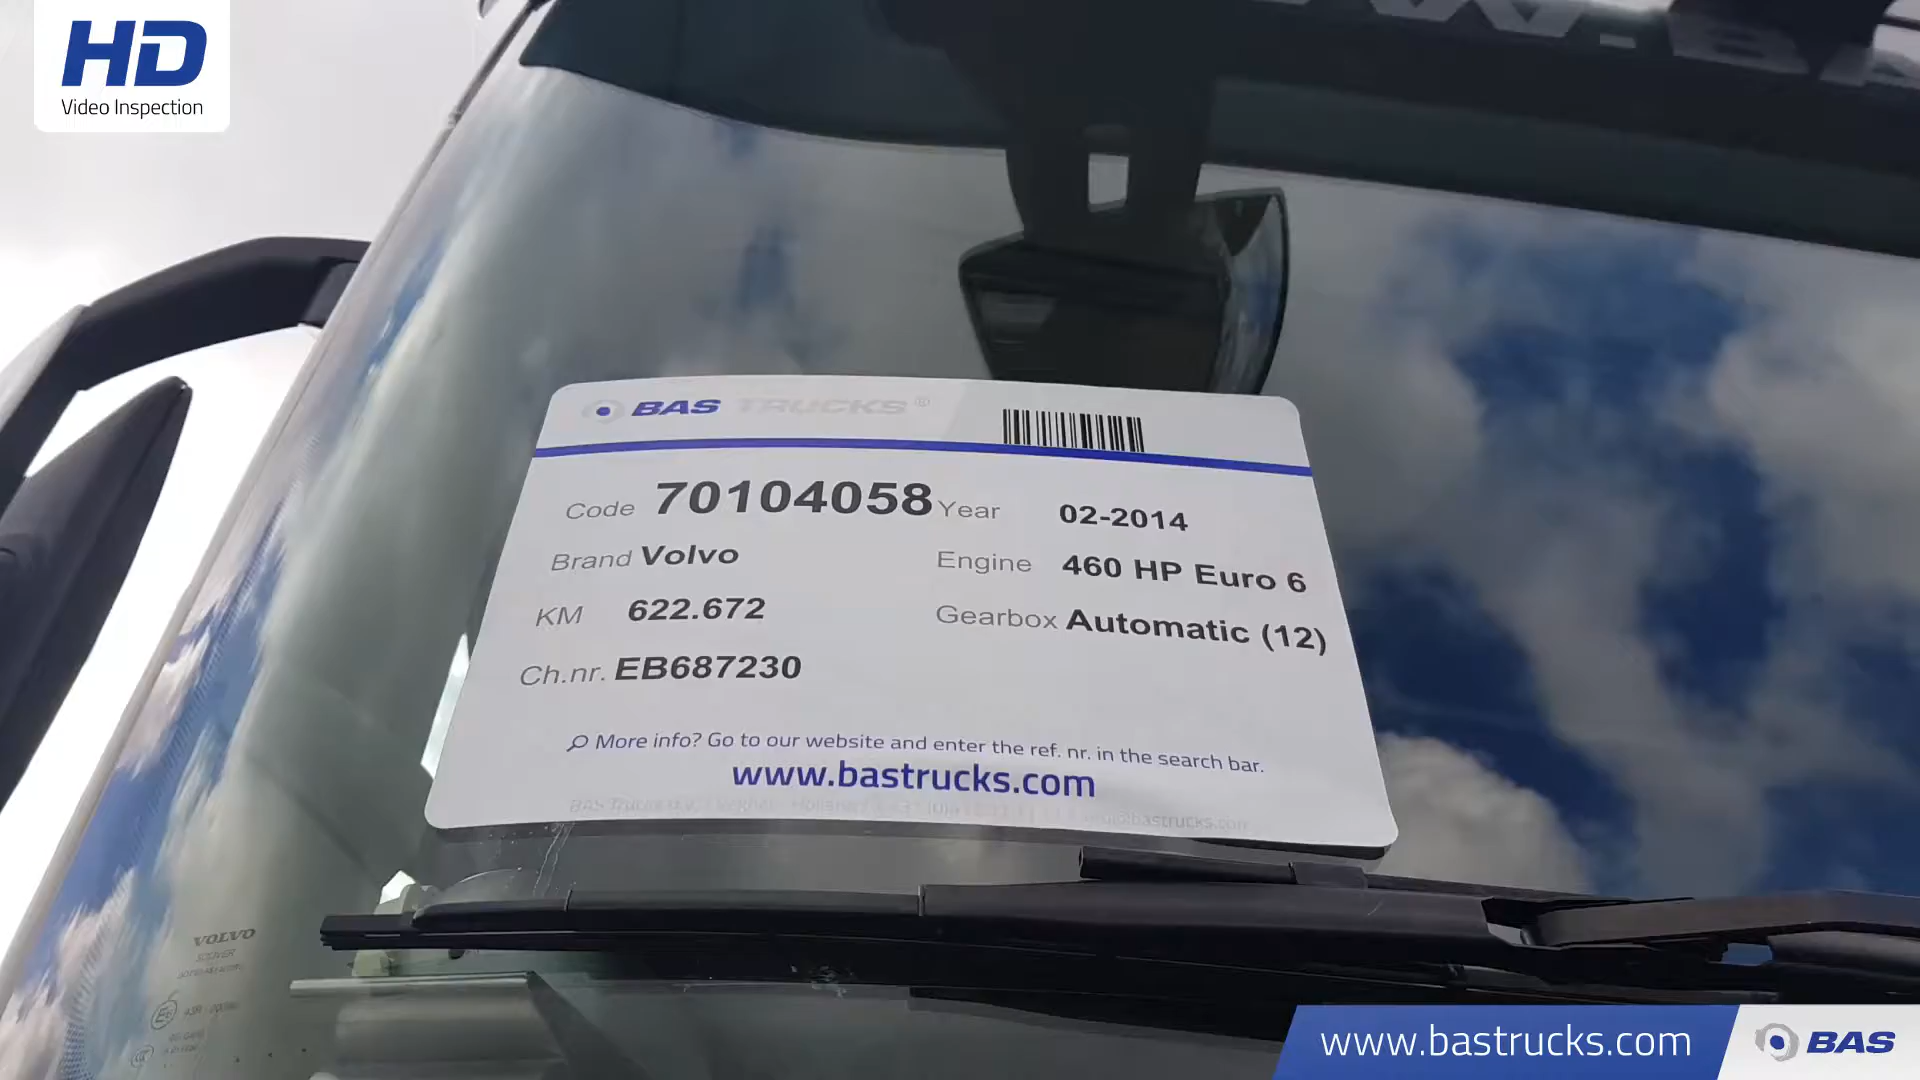 HD
Video Inspection
BAS TRUCKS®
Code 70104058 Year 02-2014
Brand Volvo Engine 460 HP Euro 6
KM 622.672 Gearbox Automatic (12)
Ch.nr. EB687230
More info? Go to our website and enter the ref. nr. in the search bar.
www.bastrucks.com
BAS Trucks
VOLVO
www.bastrucks.com BAS